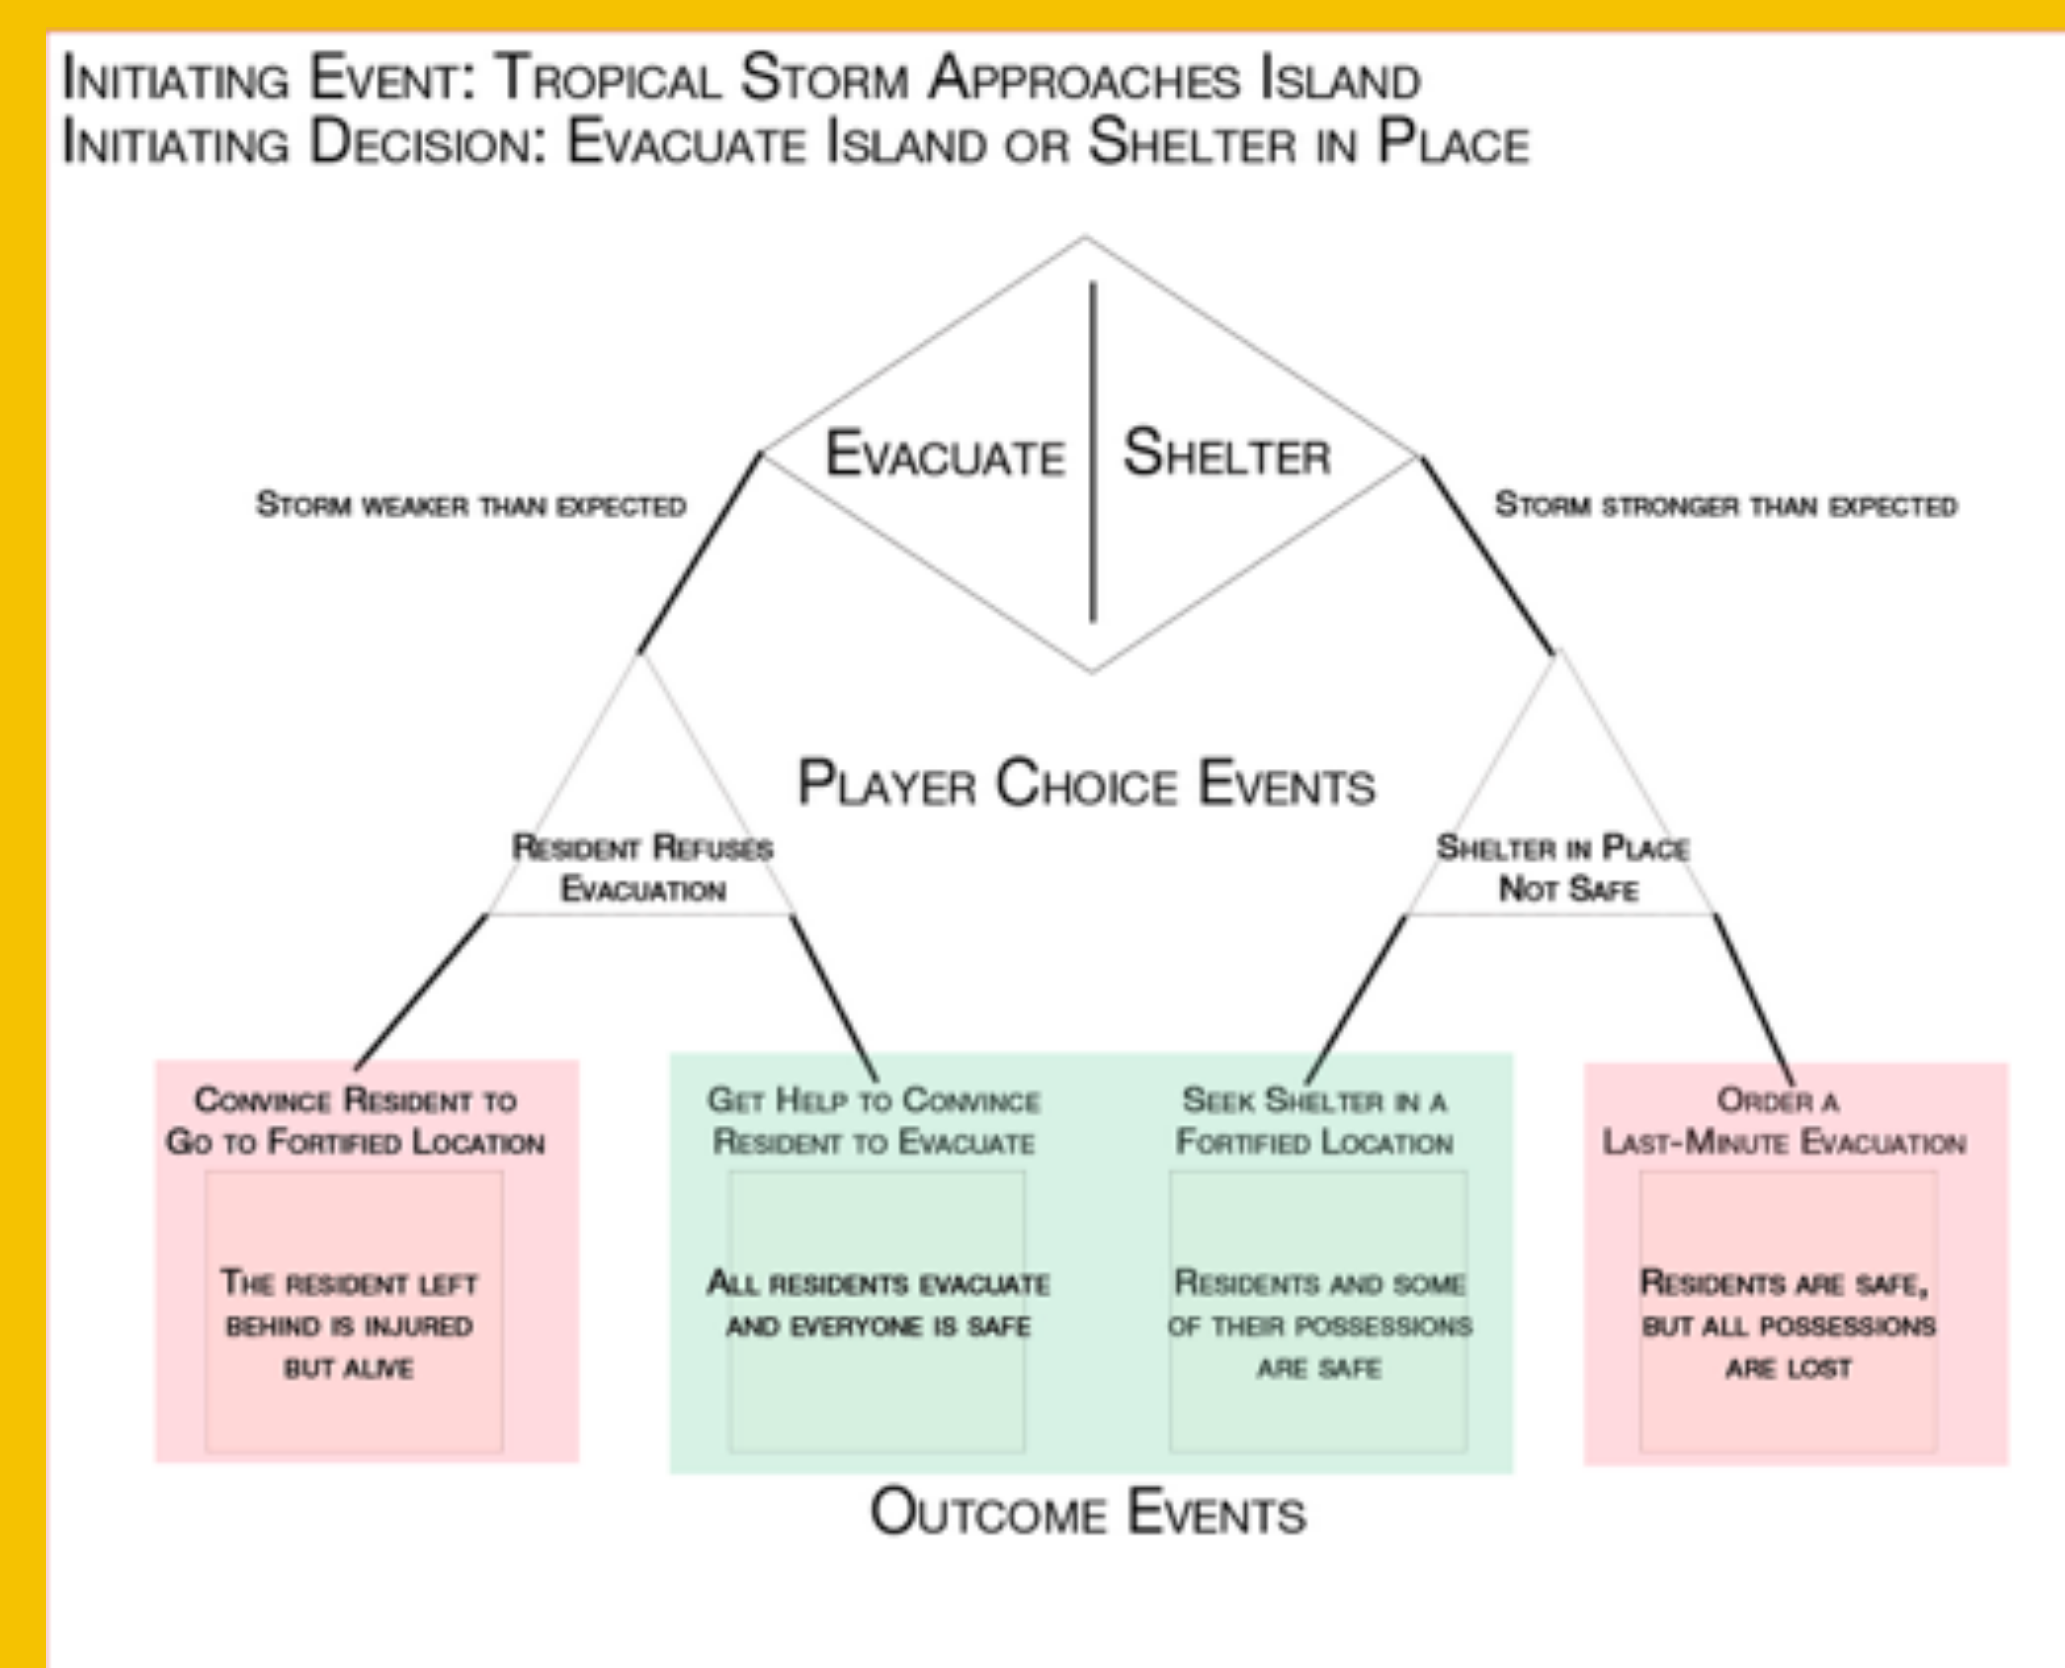 Initiating Event: Tropical Storm Approaches Island
Initiating Decision: Evacuate Island or Shelter in Place
Evacuate
Shelter
Storm weaker than expected
Storm stronger than expected
Player Choice Events
Resident Refuses
Evacuation
Shelter in Place
Not Safe
Convince Resident to
Go to Fortified Location
Get Help to Convince
Resident to Evacuate
Seek Shelter in a
Fortified Location
Order a
Last-Minute Evacuation
The resident left
behind is injured
but alive
All residents evacuate
and everyone is safe
Residents and some
of their possessions
are safe
Residents are safe,
but all possessions
are lost
Outcome Events